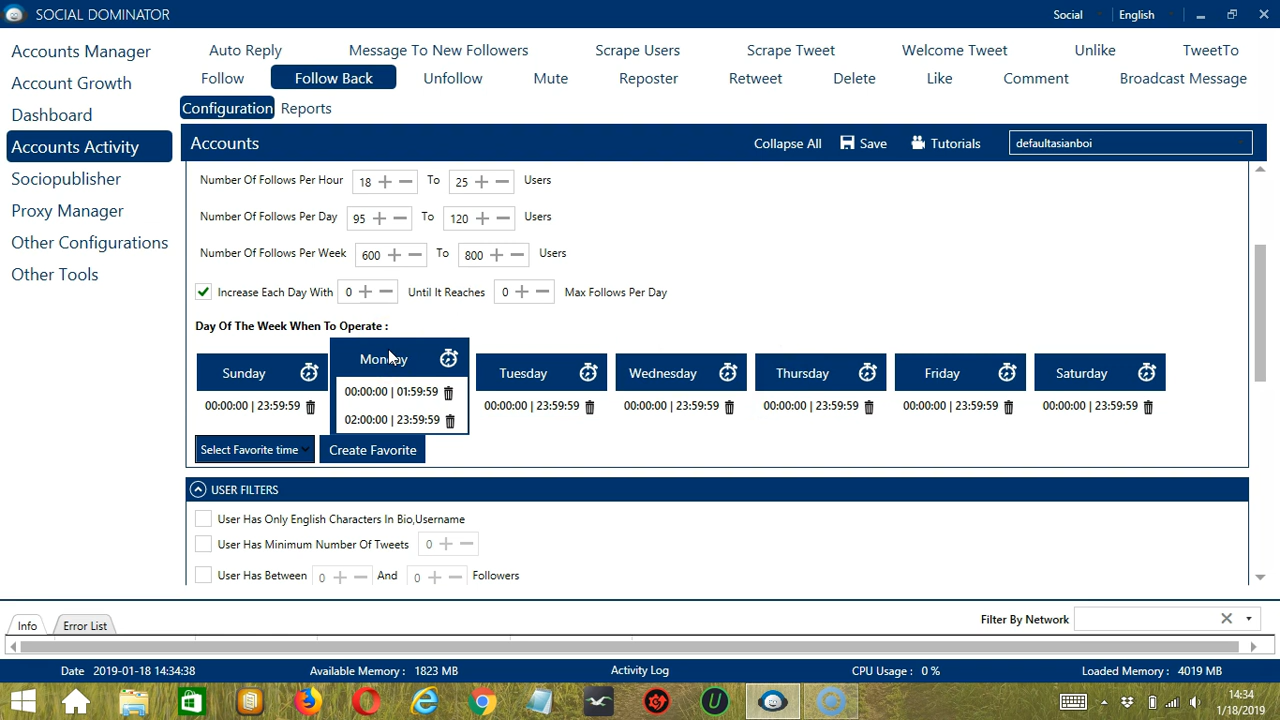 SOCIAL DOMINATOR
Social English
Accounts Manager
Account Growth
Dashboard
Accounts Activity
Sociopublisher
Proxy Manager
Other Configurations
Other Tools
Auto Reply Message To New Followers Scrape Users Scrape Tweet Welcome Tweet Unlike TweetTo
Follow Follow Back Unfollow Mute Reposter Retweet Delete Like Comment Broadcast Message
Configuration Reports
Accounts Collapse All Save Tutorials defaultasianboi
Number Of Follows Per Hour 18 To 25 Users
Number Of Follows Per Day 95 To 120 Users
Number Of Follows Per Week 600 To 800 Users
Increase Each Day With 0 Until It Reaches 0 Max Follows Per Day
Day Of The Week When To Operate :
Sunday Monday Tuesday Wednesday Thursday Friday Saturday
00:00:00 | 23:59:59 00:00:00 | 01:59:59 00:00:00 | 23:59:59 00:00:00 | 23:59:59 00:00:00 | 23:59:59 00:00:00 | 23:59:59 00:00:00 | 23:59:59
02:00:00 | 23:59:59
Select Favorite time Create Favorite
USER FILTERS
User Has Only English Characters In Bio,Username
User Has Minimum Number Of Tweets 0
User Has Between 0 And 0 Followers
Info Error List Filter By Network
Date 2019-01-18 14:34:38 Available Memory : 1823 MB Activity Log CPU Usage : 0 % Loaded Memory : 4019 MB
14:34
1/18/2019